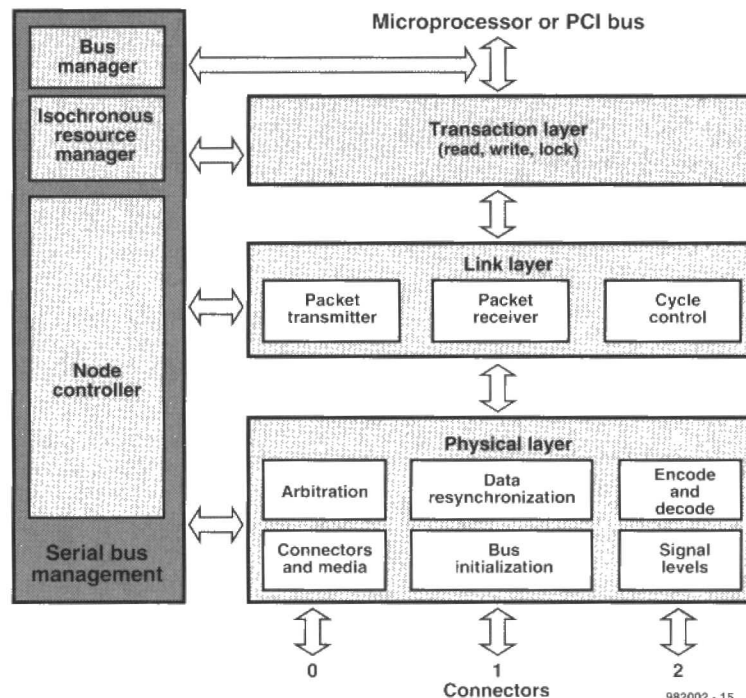 Microprocessor or PCI bus
Bus
manager
Isochronous
resource
manager
Node
controller
Serial bus
management
Transaction layer
(read, write, lock)
Link layer
Packet
transmitter
Packet
receiver
Cycle
control
Physical layer
Arbitration
Data
resynchronization
Encode
and
decode
Connectors
and media
Bus
initialization
Signal
levels
0
1
2
Connectors
982002 - 15